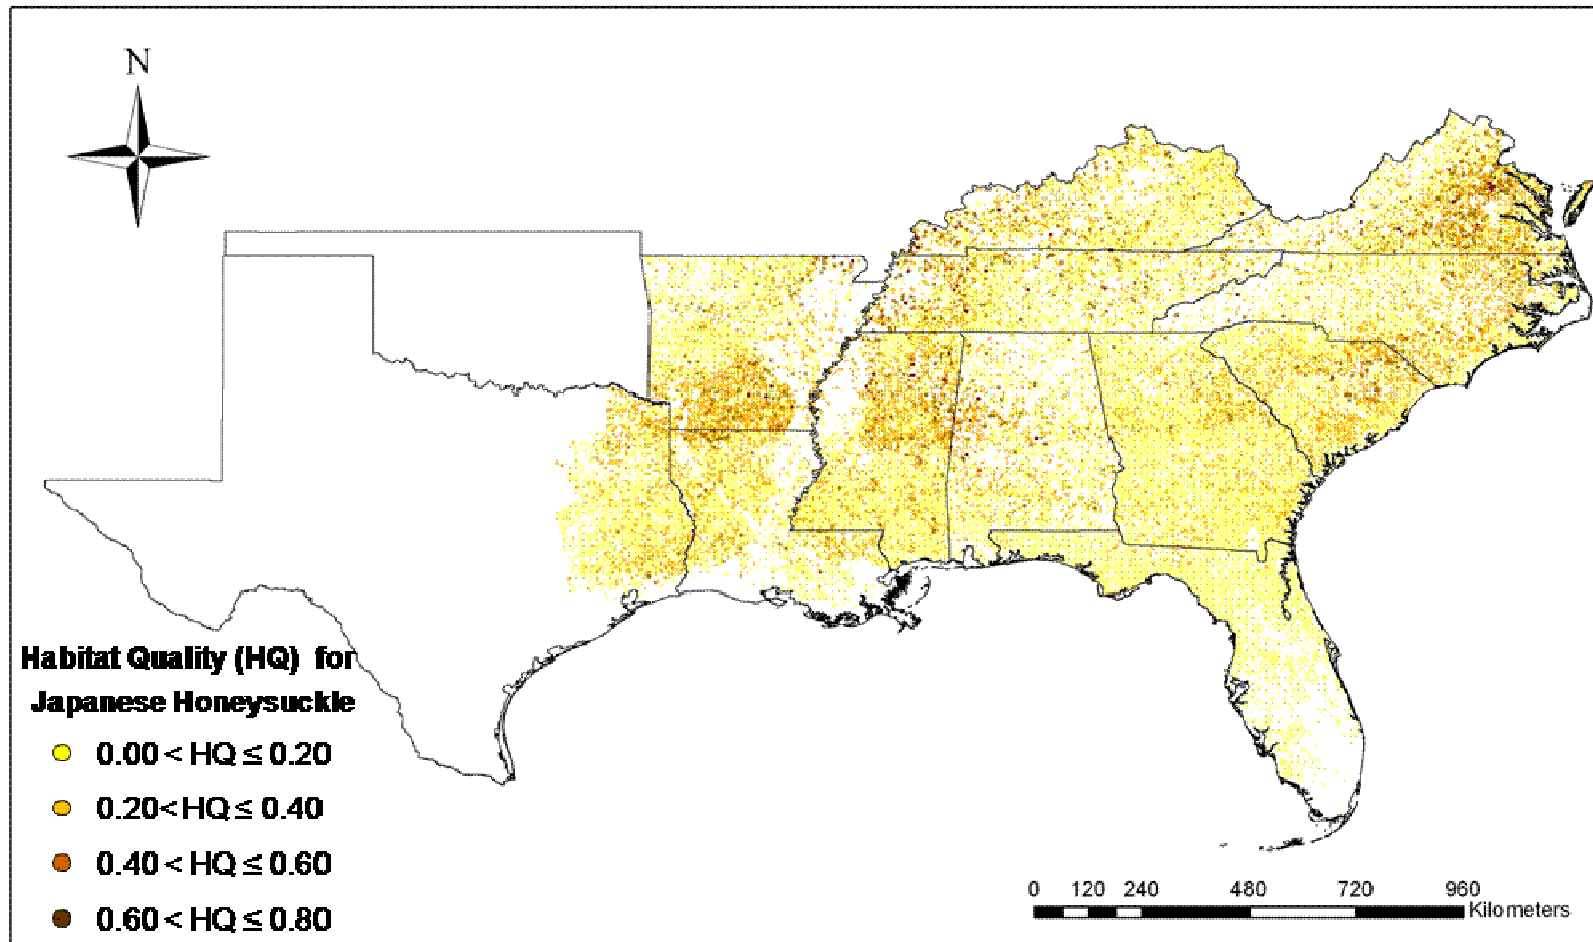 N
Habitat Quality (HQ) for
Japanese Honeysuckle
0.00 < HQ ≤ 0.20
0.20< HQ ≤ 0.40
0.40 < HQ ≤ 0.60
0.60 < HQ ≤ 0.80
0 120 240 480 720 960
Kilometers